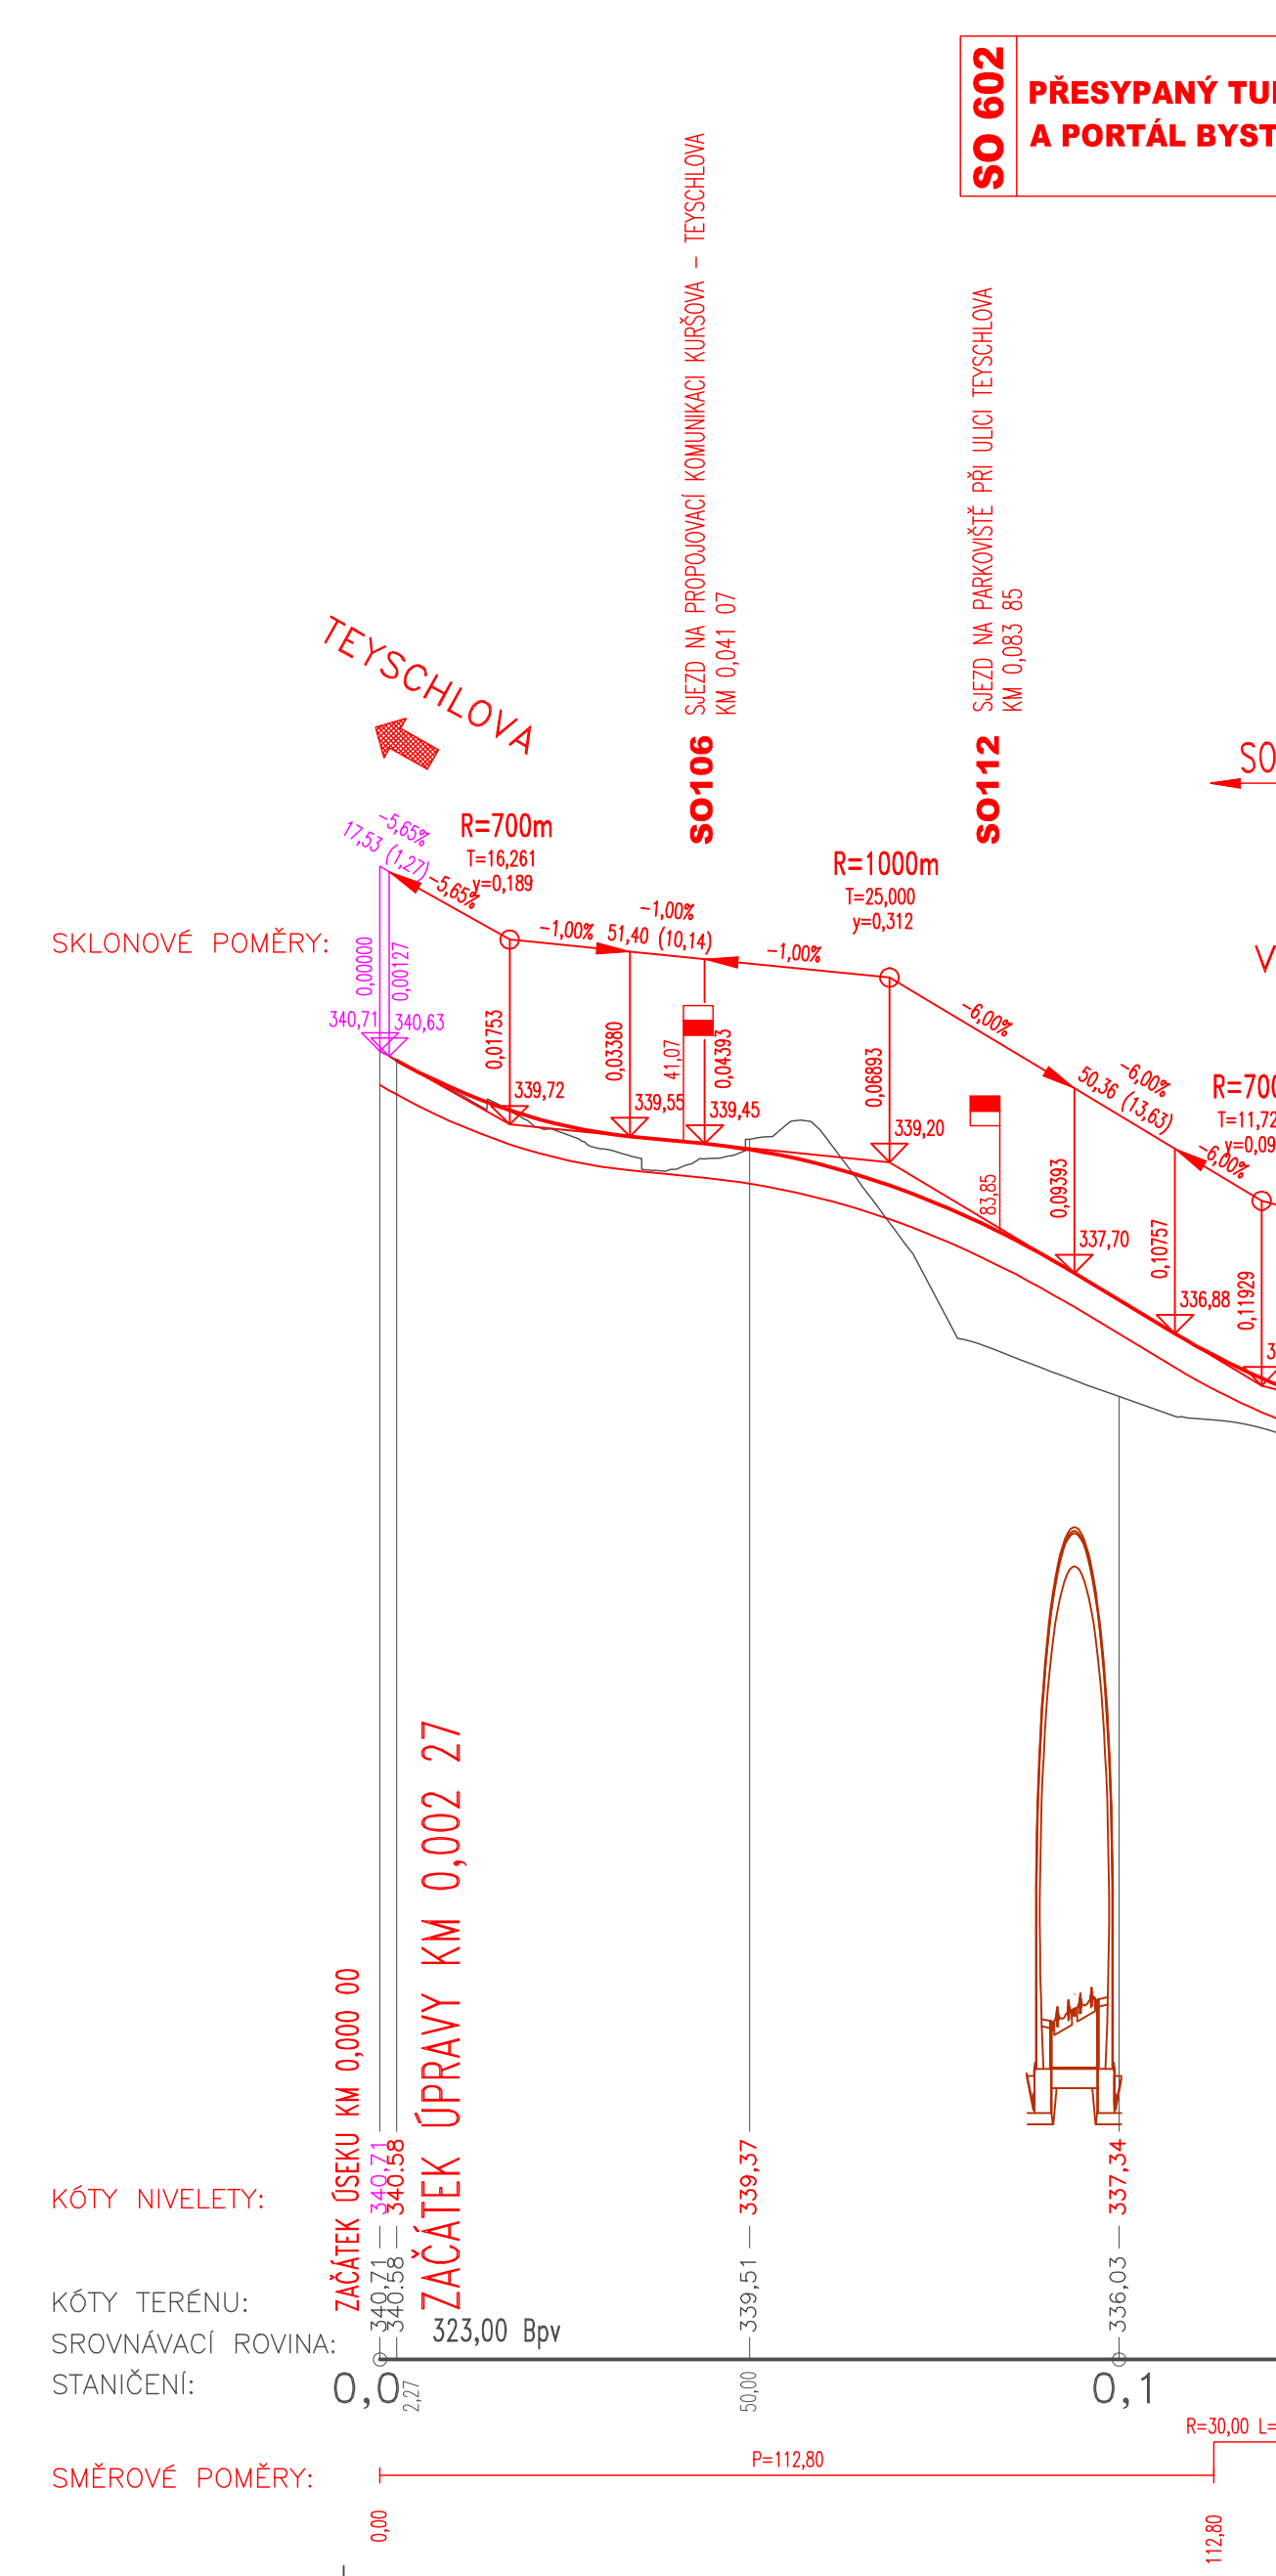 SO 602
PŘESYPANÝ
A PORTÁL
SJEZD NA PROPOJOVACÍ KOMUNIKACI KURŠOVA – TEYSCHLOVA
KM 0,041 07
SO106
SJEZD NA PARKOVIŠTĚ PŘI ULICI TEYSCHLOVA
KM 0,083 85
SO112
TEYSCHLOVA
SO
V
-5,65%
17,53 (1,27)
-5,65%
R=700m
T=16,261
y=0,189
-1,00%
-1,00%
51,40 (10,14)
-1,00%
R=1000m
T=25,000
y=0,312
-6,00%
-6,00%
50,36 (13,63)
-6,00%
SKLONOVÉ POMĚRY:
0,00000
0,00127
340,71
340,63
0,01753
339,72
0,03380
339,55
41,07
0,04393
339,45
0,06893
339,20
83,85
0,09393
337,70
0,10757
336,88
0,11929
ZAČÁTEK ÚSEKU KM 0,000 00
ZAČÁTEK ÚPRAVY KM 0,002 27
KÓTY NIVELETY:
340,71
340.58
339,37
337,34
KÓTY TERÉNU:
340,71
340.58
339,51
336,03
SROVNÁVACÍ ROVINA:
323,00 Bpv
STANIČENÍ:
0,0
2,27
50,00
0,1
SMĚROVÉ POMĚRY:
P=112,80
R=30,00 L=
0,00
112,80